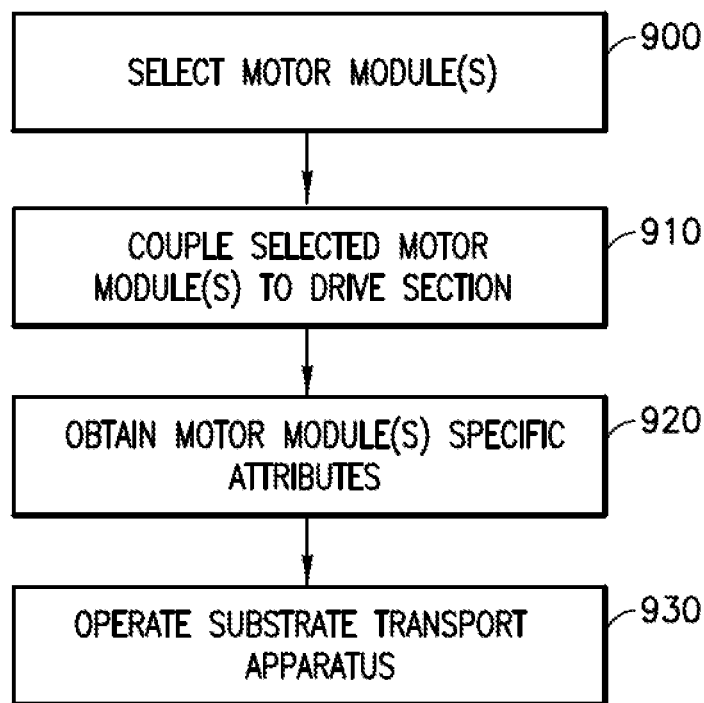 SELECT MOTOR MODULE(S)
900
COUPLE SELECTED MOTOR
MODULE(S) TO DRIVE SECTION
910
OBTAIN MOTOR MODULE(S) SPECIFIC
ATTRIBUTES
920
OPERATE SUBSTRATE TRANSPORT
APPARATUS
930